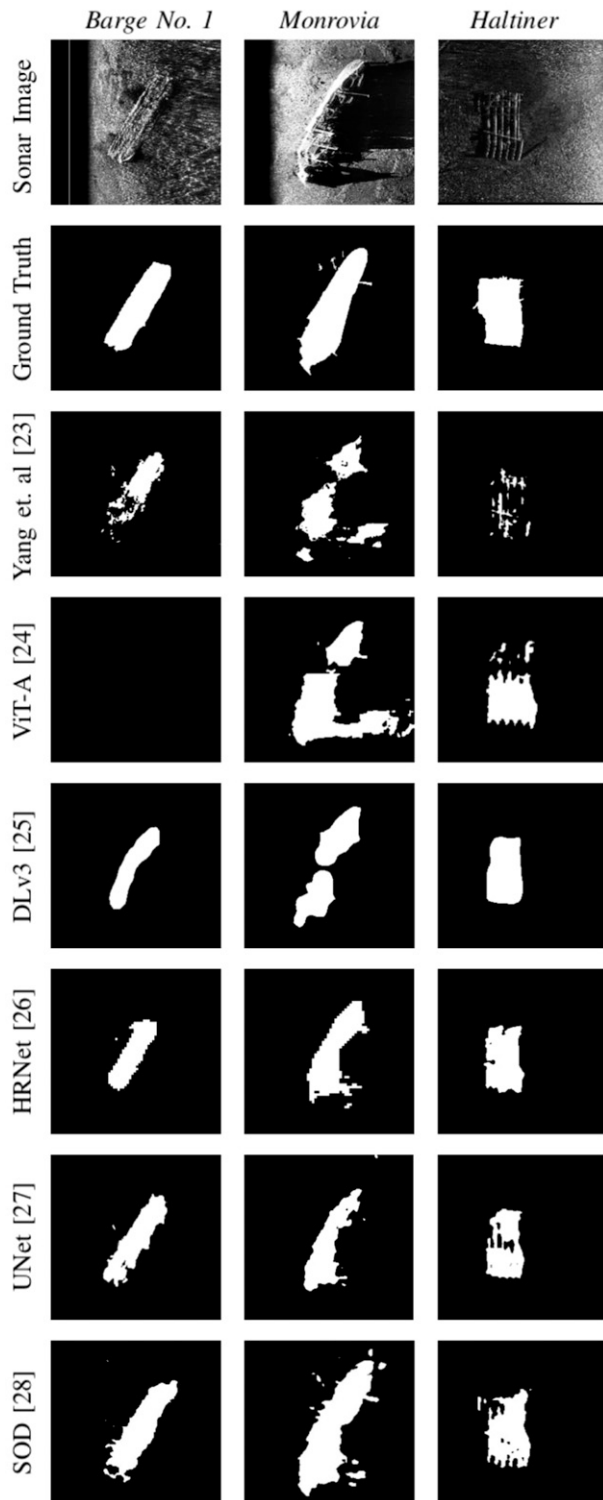 Barge No. 1 Monrovia Haltiner
Sonar Image
Ground Truth
Yang et. al [23]
ViT-A [24]
DLv3 [25]
HRNet [26]
UNet [27]
SOD [28]